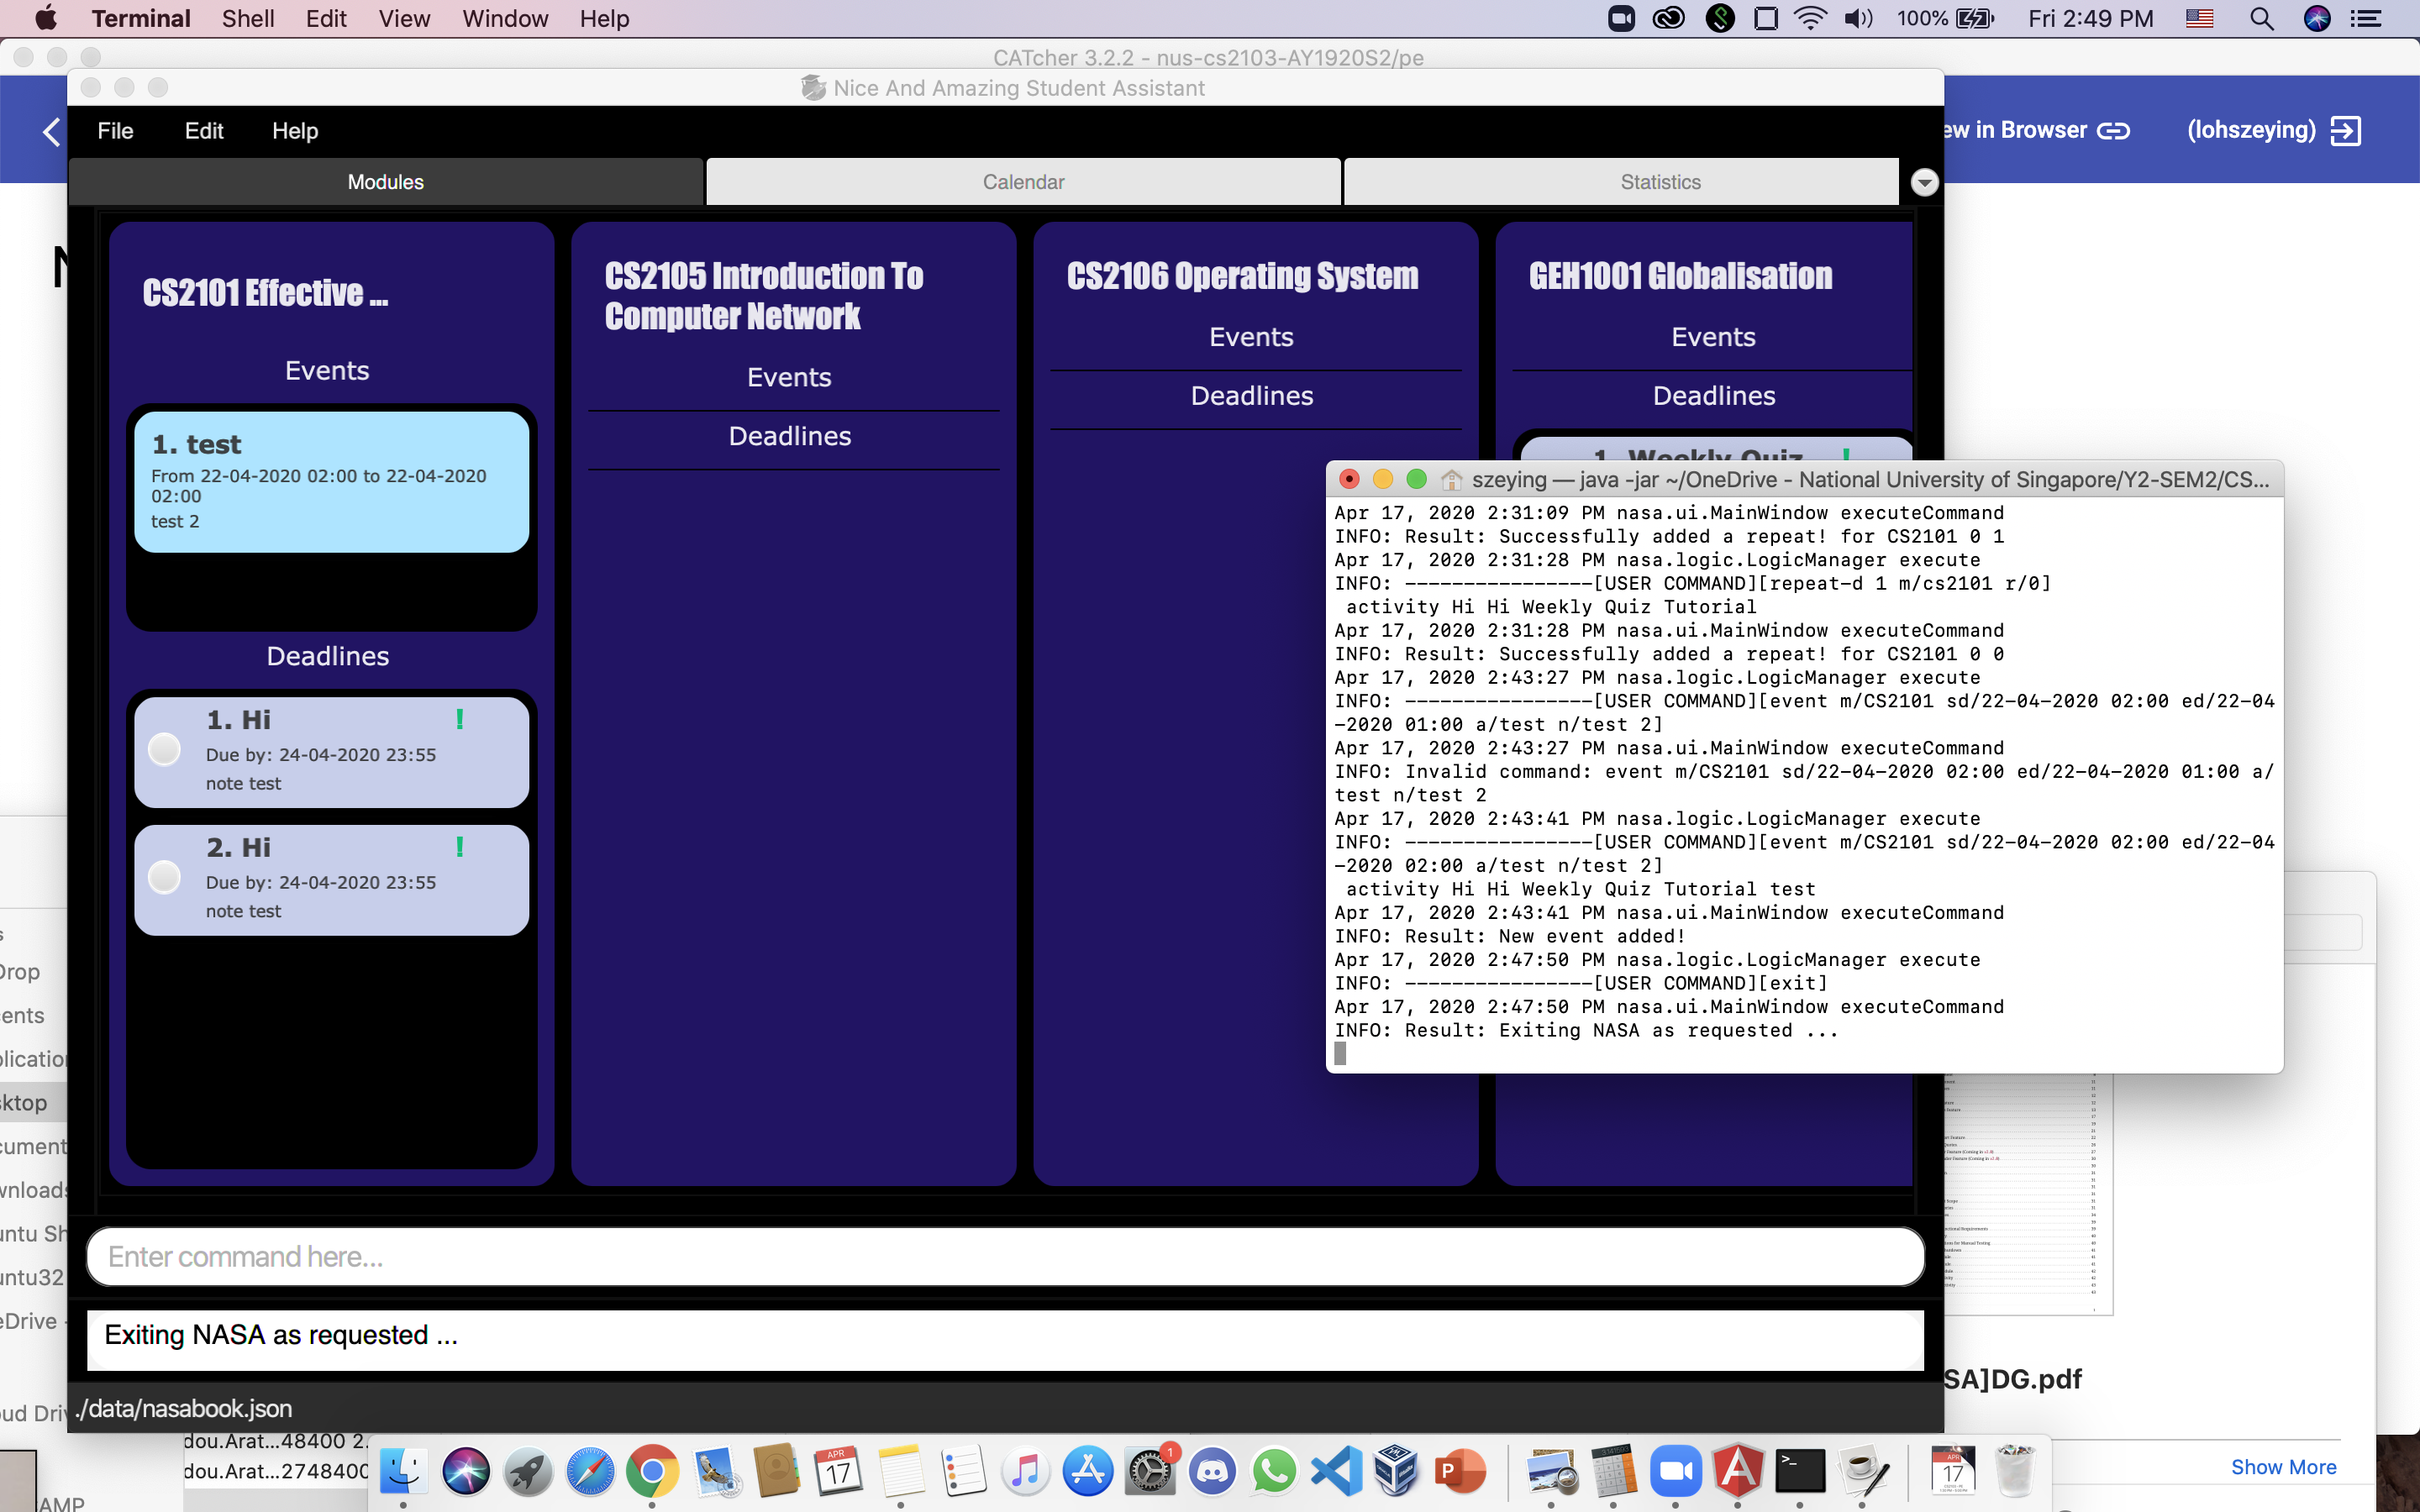 Terminal Shell Edit View Window Help 100% Fri 2:49 PM
CATcher 3.2.2 - nus-cs2103-AY1920S2/pe
Nice And Amazing Student Assistant
File Edit Help
ew in Browser (lohszeying)
Modules Calendar Statistics
CS2101 Effective ...
Events
1. test
From 22-04-2020 02:00 to 22-04-2020
02:00
test 2
Deadlines
1. Hi !
Due by: 24-04-2020 23:55
note test
2. Hi !
Due by: 24-04-2020 23:55
note test
CS2105 Introduction To
Computer Network
Events
Deadlines
CS2106 Operating System
Events
Deadlines
GEH1001 Globalisation
Events
Deadlines
1. Weekly Quiz !
szeying — java -jar ~/OneDrive - National University of Singapore/Y2-SEM2/CS...
Apr 17, 2020 2:31:09 PM nasa.ui.MainWindow executeCommand
INFO: Result: Successfully added a repeat! for CS2101 0 1
Apr 17, 2020 2:31:28 PM nasa.logic.LogicManager execute
INFO: ----------------[USER COMMAND][repeat-d 1 m/cs2101 r/0]
activity Hi Hi Weekly Quiz Tutorial
Apr 17, 2020 2:31:28 PM nasa.ui.MainWindow executeCommand
INFO: Result: Successfully added a repeat! for CS2101 0 0
Apr 17, 2020 2:43:27 PM nasa.logic.LogicManager execute
INFO: ----------------[USER COMMAND][event m/CS2101 sd/22-04-2020 02:00 ed/22-04
-2020 01:00 a/test n/test 2]
Apr 17, 2020 2:43:27 PM nasa.ui.MainWindow executeCommand
INFO: Invalid command: event m/CS2101 sd/22-04-2020 02:00 ed/22-04-2020 01:00 a/
test n/test 2
Apr 17, 2020 2:43:41 PM nasa.logic.LogicManager execute
INFO: ----------------[USER COMMAND][event m/CS2101 sd/22-04-2020 02:00 ed/22-04
-2020 02:00 a/test n/test 2]
activity Hi Hi Weekly Quiz Tutorial test
Apr 17, 2020 2:43:41 PM nasa.ui.MainWindow executeCommand
INFO: Result: New event added!
Apr 17, 2020 2:47:50 PM nasa.logic.LogicManager execute
INFO: ----------------[USER COMMAND][exit]
Apr 17, 2020 2:47:50 PM nasa.ui.MainWindow executeCommand
INFO: Result: Exiting NASA as requested ...
Drop
ents
plication
sktop
cument
wnloads
untu Sh
untu32
eDrive
oud Driv
Enter command here...
Exiting NASA as requested ...
./data/nasabook.json
dou.Arat...48400 2.
dou.Arat...2748400
AMP
SA]DG.pdf
Show More
APR
17
1
APR
17